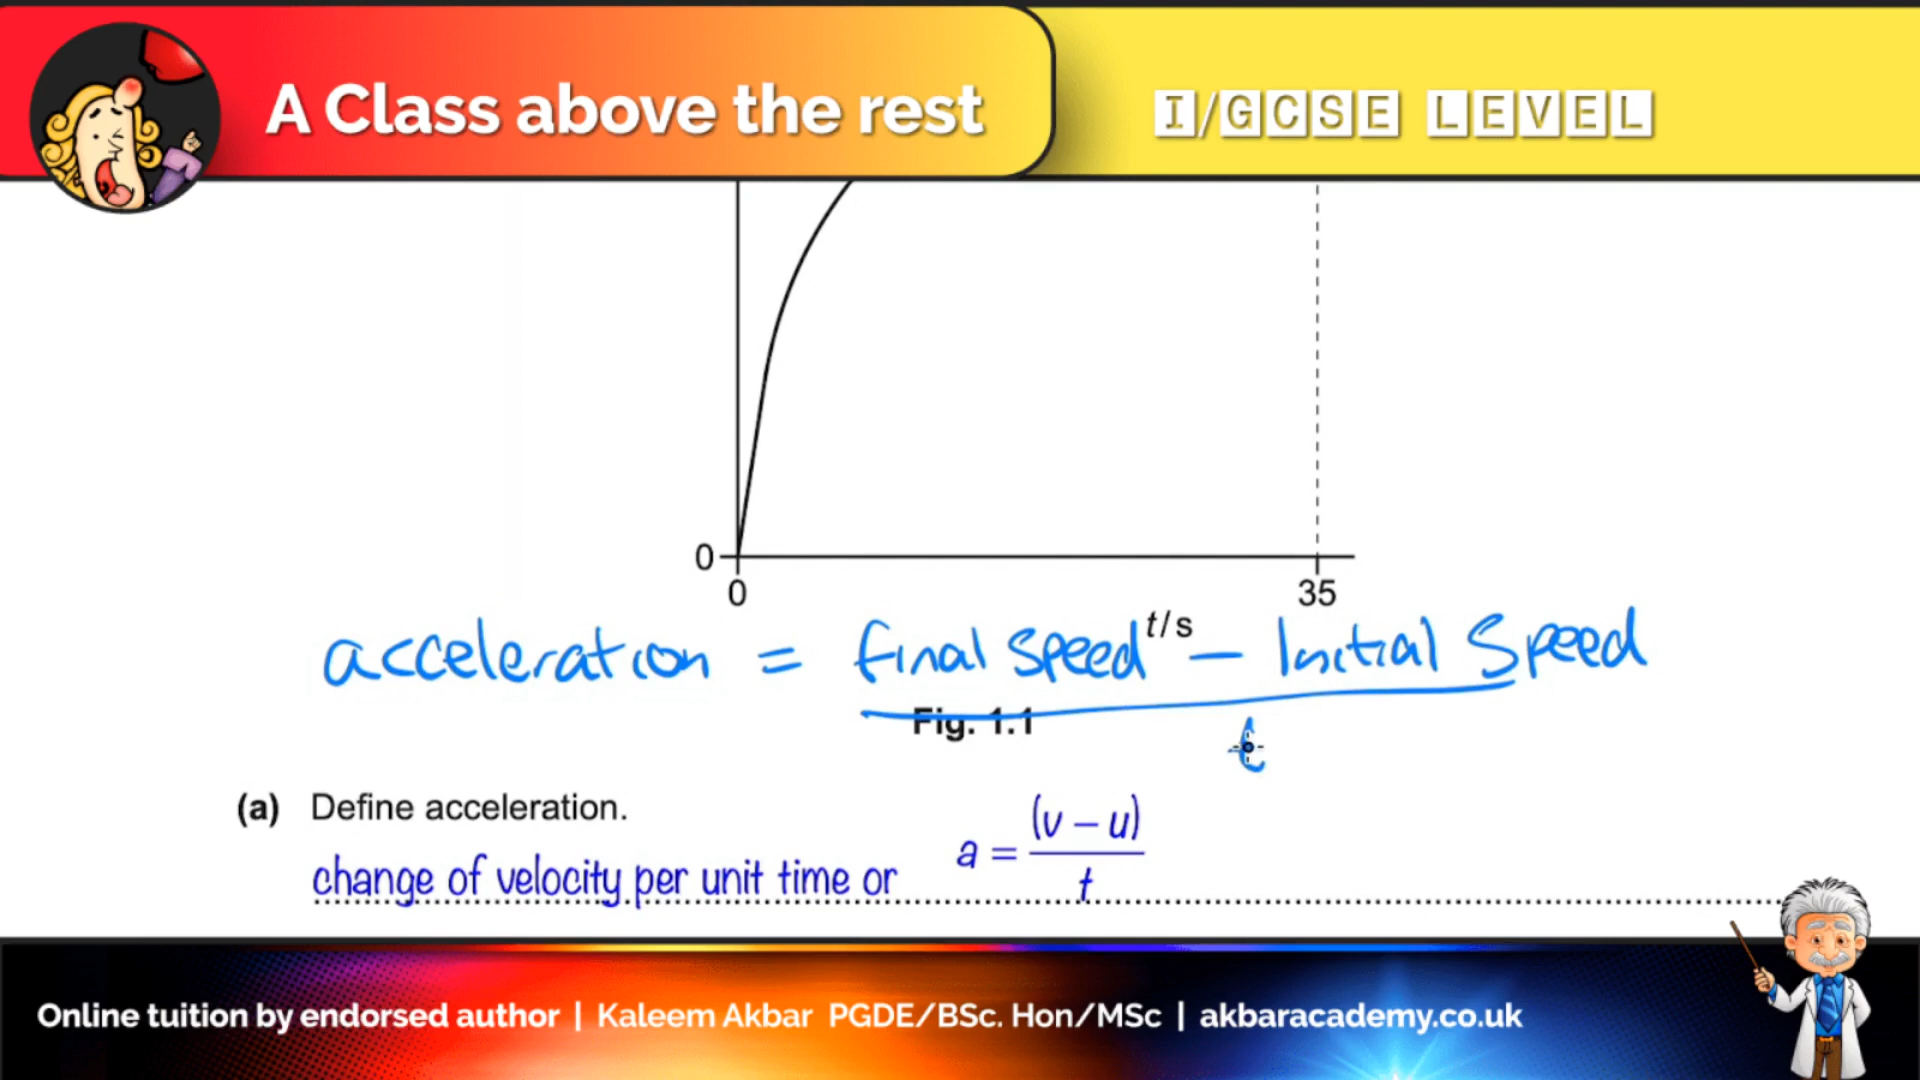 A Class above the rest
I/GCSE LEVEL
0
0
35
t/s
acceleration = final speed – Initial Speed
t
Fig. 1.1
(a) Define acceleration.
change of velocity per unit time or a = (v – u)
t
Online tuition by endorsed author | Kaleem Akbar PGDE/BSc. Hon/MSc | akbaracademy.co.uk